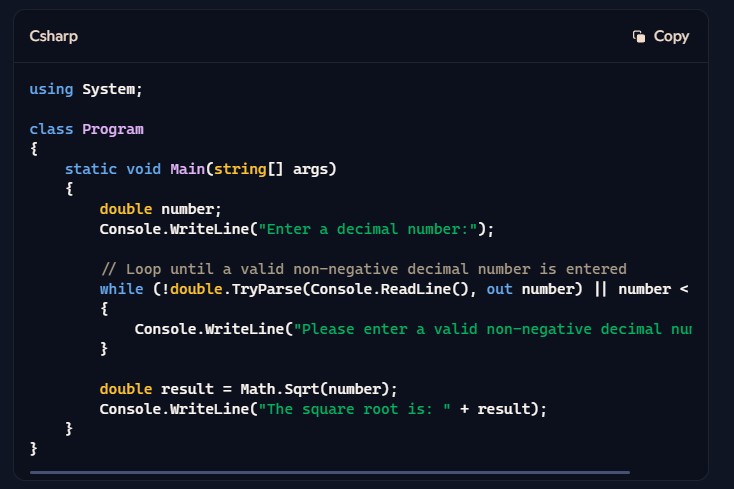 Csharp
Copy
using System;
class Program
{
static void Main(string[] args)
{
double number;
Console.WriteLine("Enter a decimal number:");
// Loop until a valid non-negative decimal number is entered
while (!double.TryParse(Console.ReadLine(), out number) || number <
{
Console.WriteLine("Please enter a valid non-negative decimal
}
double result = Math.Sqrt(number);
Console.WriteLine("The square root is: " + result);
}
}